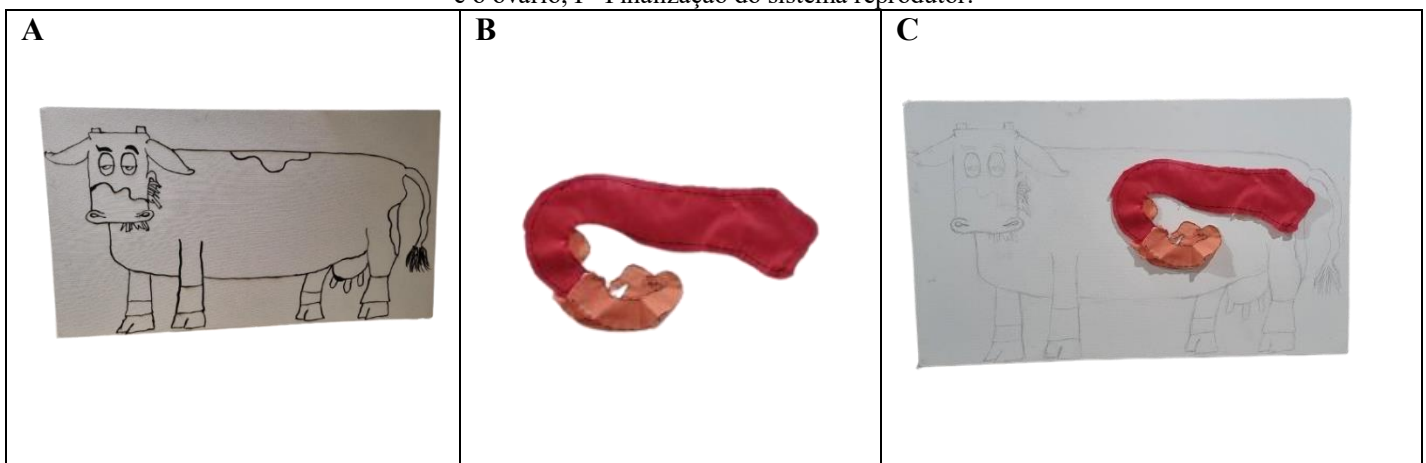 e o ovário, F- Finalização do sistema reprodutor.
A
B
C